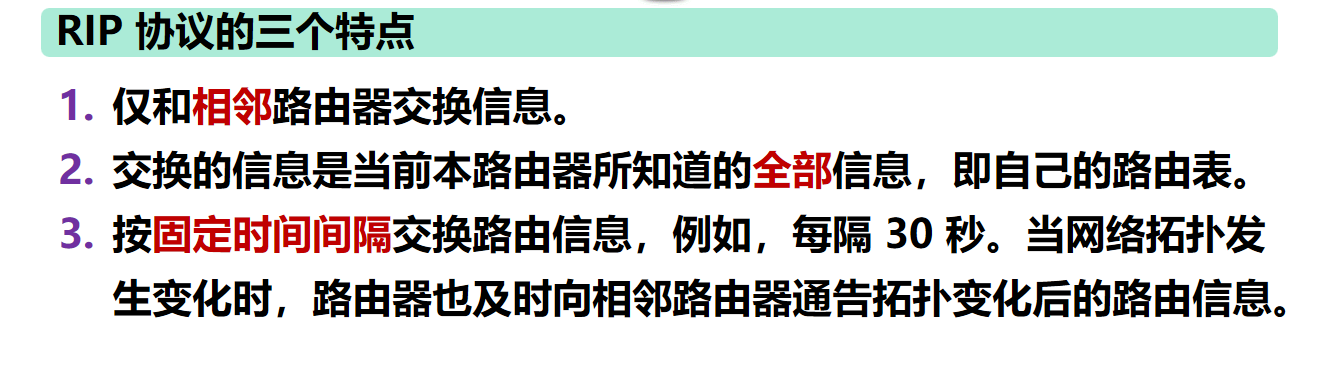 RIP 协议的三个特点
1. 仅和相邻路由器交换信息。
2. 交换的信息是当前本路由器所知道的全部信息，即自己的路由表。
3. 按固定时间间隔交换路由信息，例如，每隔 30 秒。当网络拓扑发
生变化时，路由器也及时向相邻路由器通告拓扑变化后的路由信息。